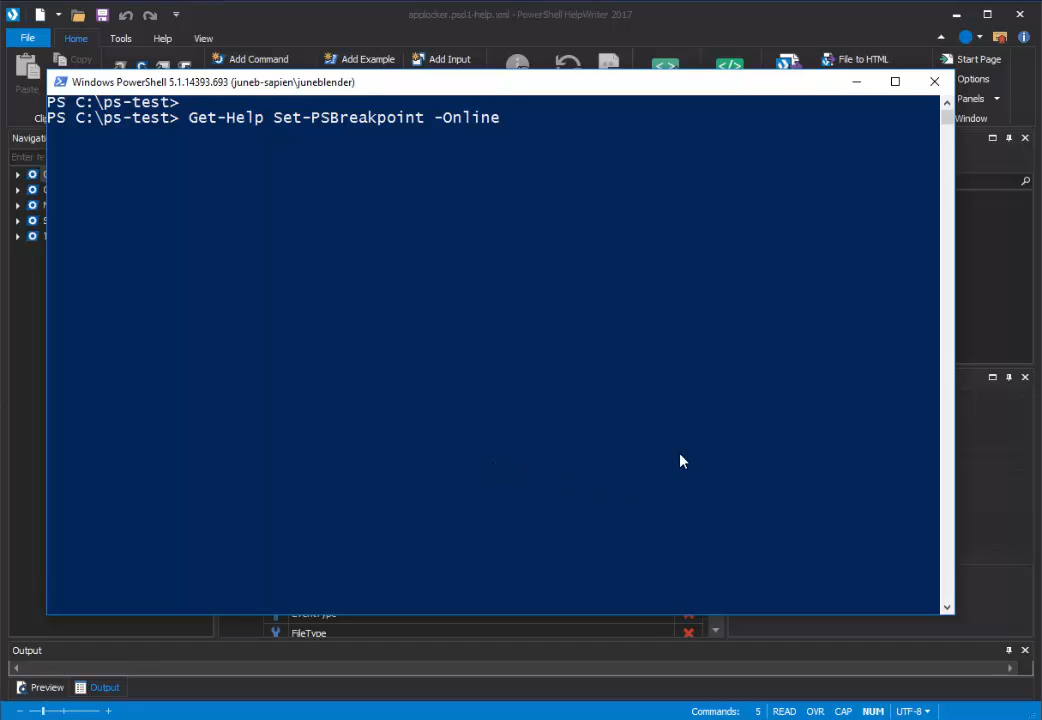 applocker.psd1-help.xml - PowerShell HelpWriter 2017
File
Home
Tools
Help
View
Paste
Copy
Add Command
Add Example
Add Input
File to HTML
Start Page
Options
Panels
Window
Windows PowerShell 5.1.14393.693 (juneb-sapien\juneblender)
PS C:\ps-test>
PS C:\ps-test> Get-Help Set-PSBreakpoint -Online
FileType
Output
Preview
Output
Commands: 5
READ
OVR
CAP
NUM
UTF-8